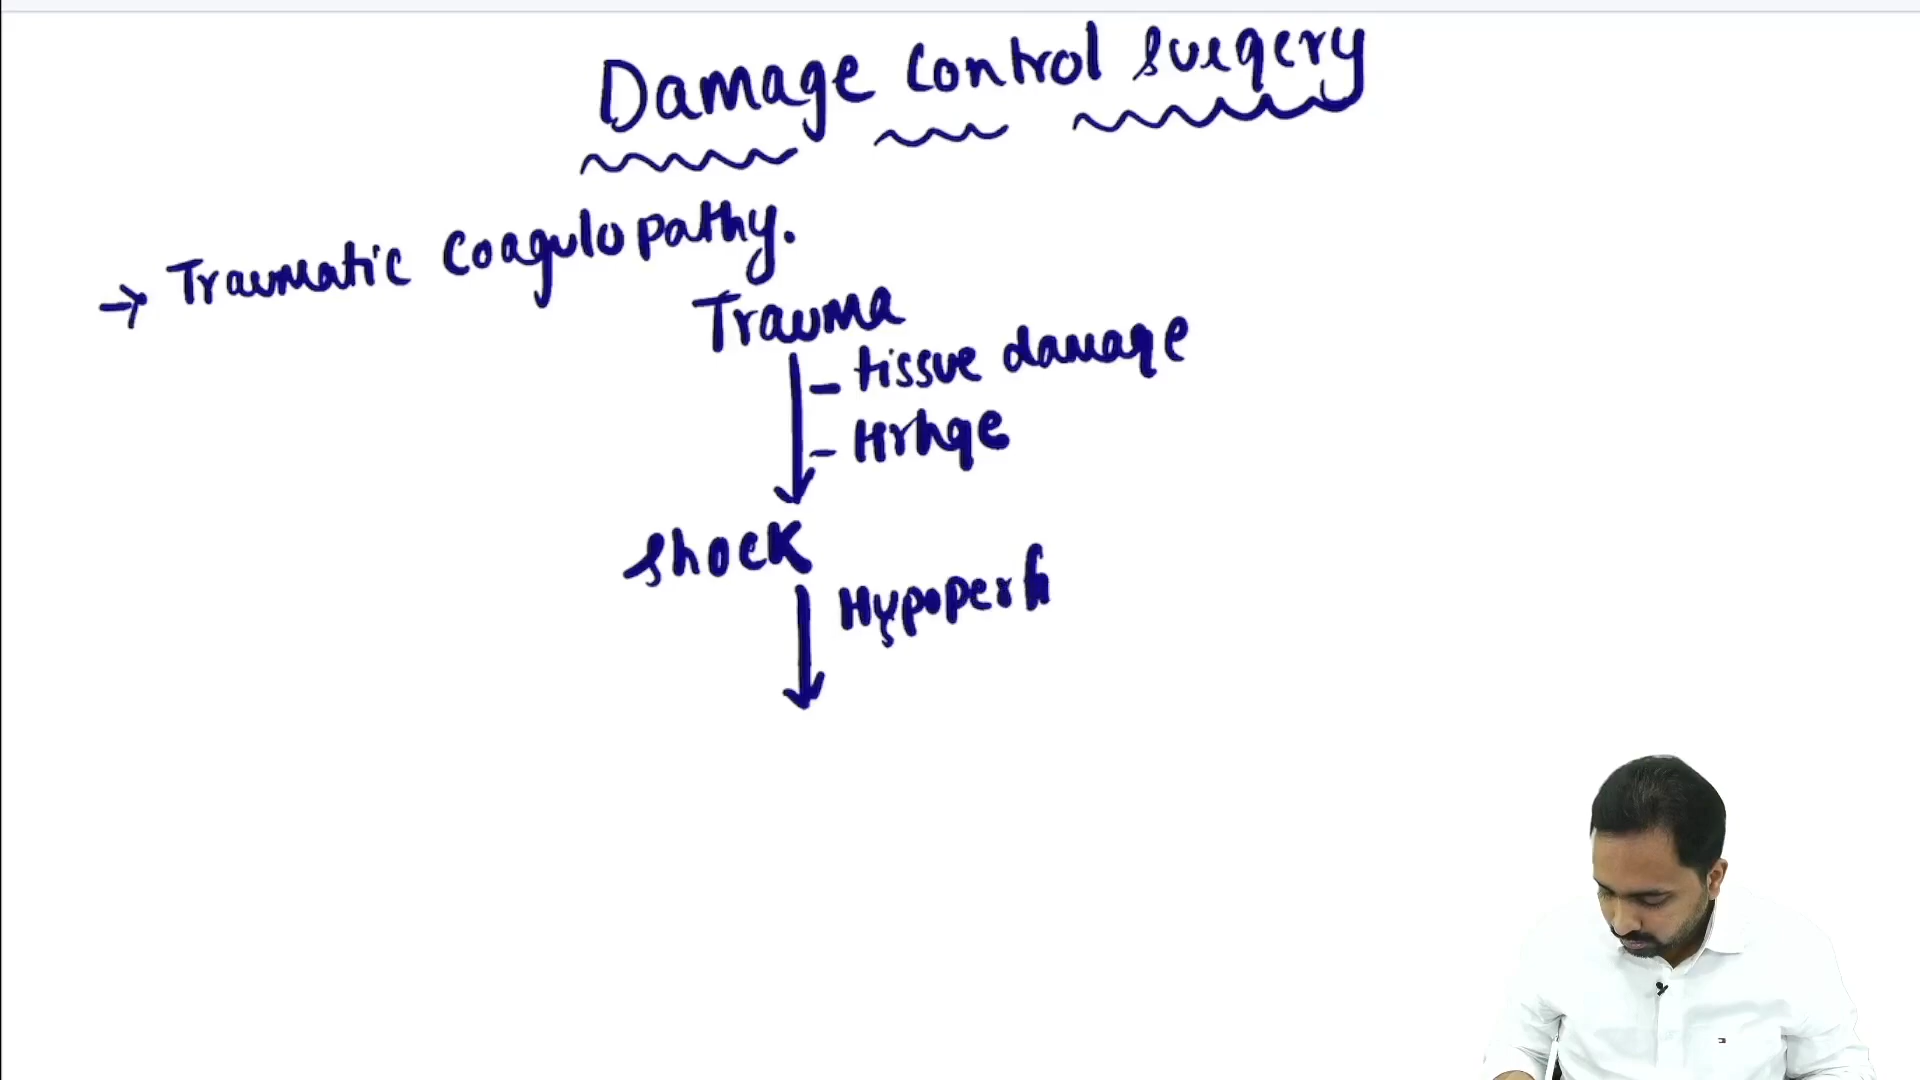 Damage control surgery
→ Traumatic coagulopathy.
Trauma
- tissue damage
- Hrhge
shock
Hypoperf